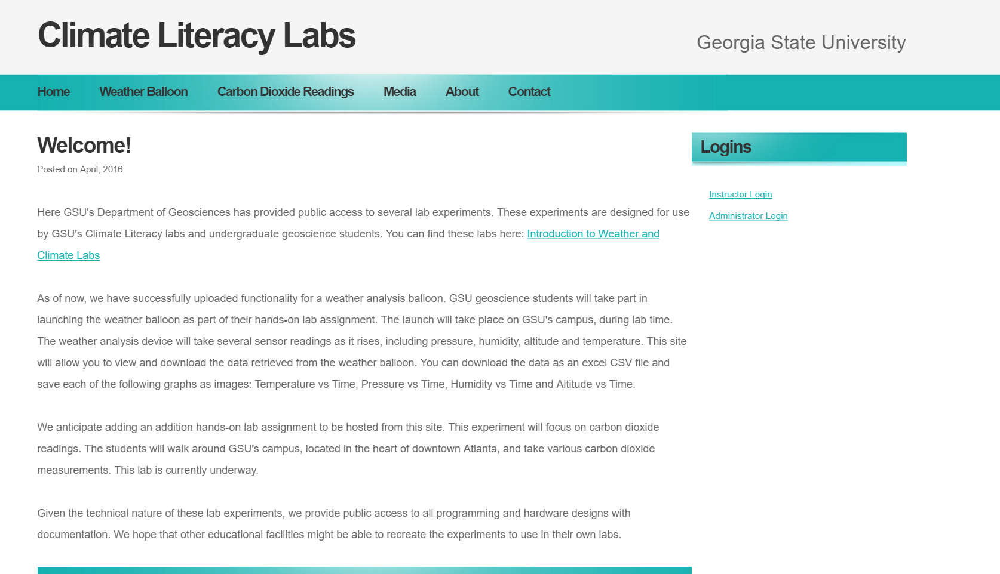 Climate Literacy Labs
Georgia State University
Home Weather Balloon Carbon Dioxide Readings Media About Contact
Welcome!
Posted on April, 2016
Here GSU's Department of Geosciences has provided public access to several lab experiments. These experiments are designed for use
by GSU's Climate Literacy labs and undergraduate geoscience students. You can find these labs here: Introduction to Weather and
Climate Labs
As of now, we have successfully uploaded functionality for a weather analysis balloon. GSU geoscience students will take part in
launching the weather balloon as part of their hands-on lab assignment. The launch will take place on GSU's campus, during lab time.
The weather analysis device will take several sensor readings as it rises, including pressure, humidity, altitude and temperature. This site
will allow you to view and download the data retrieved from the weather balloon. You can download the data as an excel CSV file and
save each of the following graphs as images: Temperature vs Time, Pressure vs Time, Humidity vs Time and Altitude vs Time.
We anticipate adding an addition hands-on lab assignment to be hosted from this site. This experiment will focus on carbon dioxide
readings. The students will walk around GSU's campus, located in the heart of downtown Atlanta, and take various carbon dioxide
measurements. This lab is currently underway.
Given the technical nature of these lab experiments, we provide public access to all programming and hardware designs with
documentation. We hope that other educational facilities might be able to recreate the experiments to use in their own labs.
Logins
Instructor Login
Administrator Login